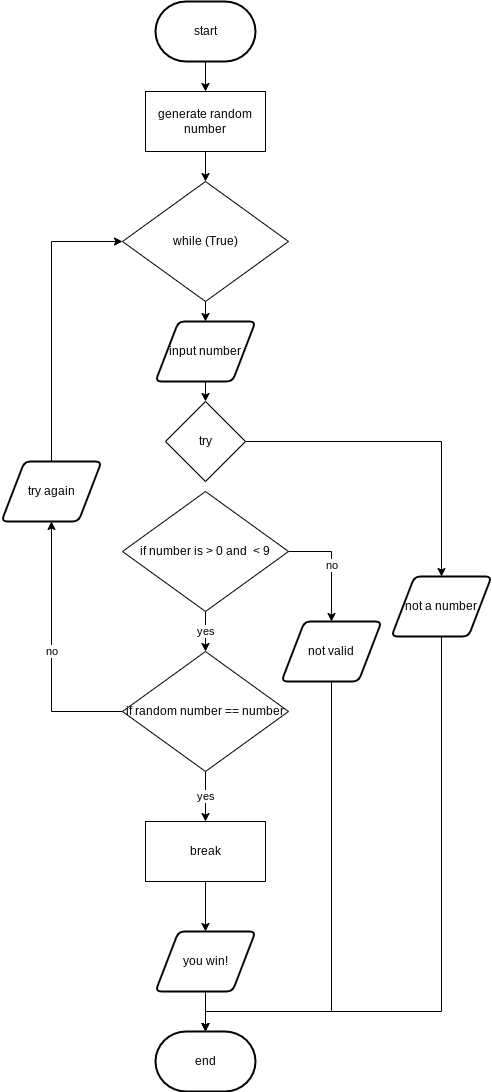 start
generate random
number
while (True)
input number
try
try again
if number is > 0 and  < 9
no
not a number
yes
not valid
no
if random number == number
yes
break
you win!
end